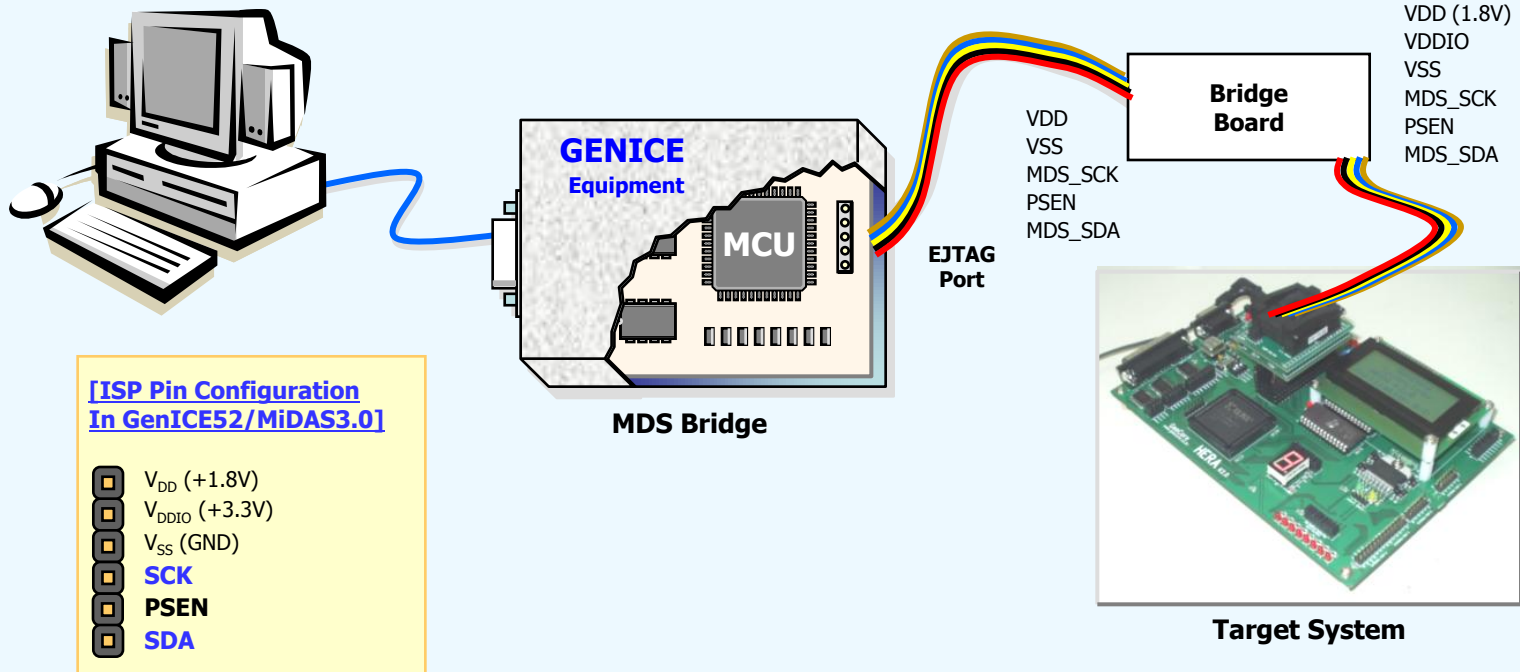 VDD (1.8V)
VDDIO
VSS
MDS_SCK
PSEN
MDS_SDA
Bridge
Board
VDD
VSS
MDS_SCK
PSEN
MDS_SDA
GENICE
Equipment
MCU
EJTAG
Port
MDS Bridge
[ISP Pin Configuration
In GenICE52/MiDAS3.0]
VDD (+1.8V)
VDDIO (+3.3V)
VSS (GND)
SCK
PSEN
SDA
HERA
Target System